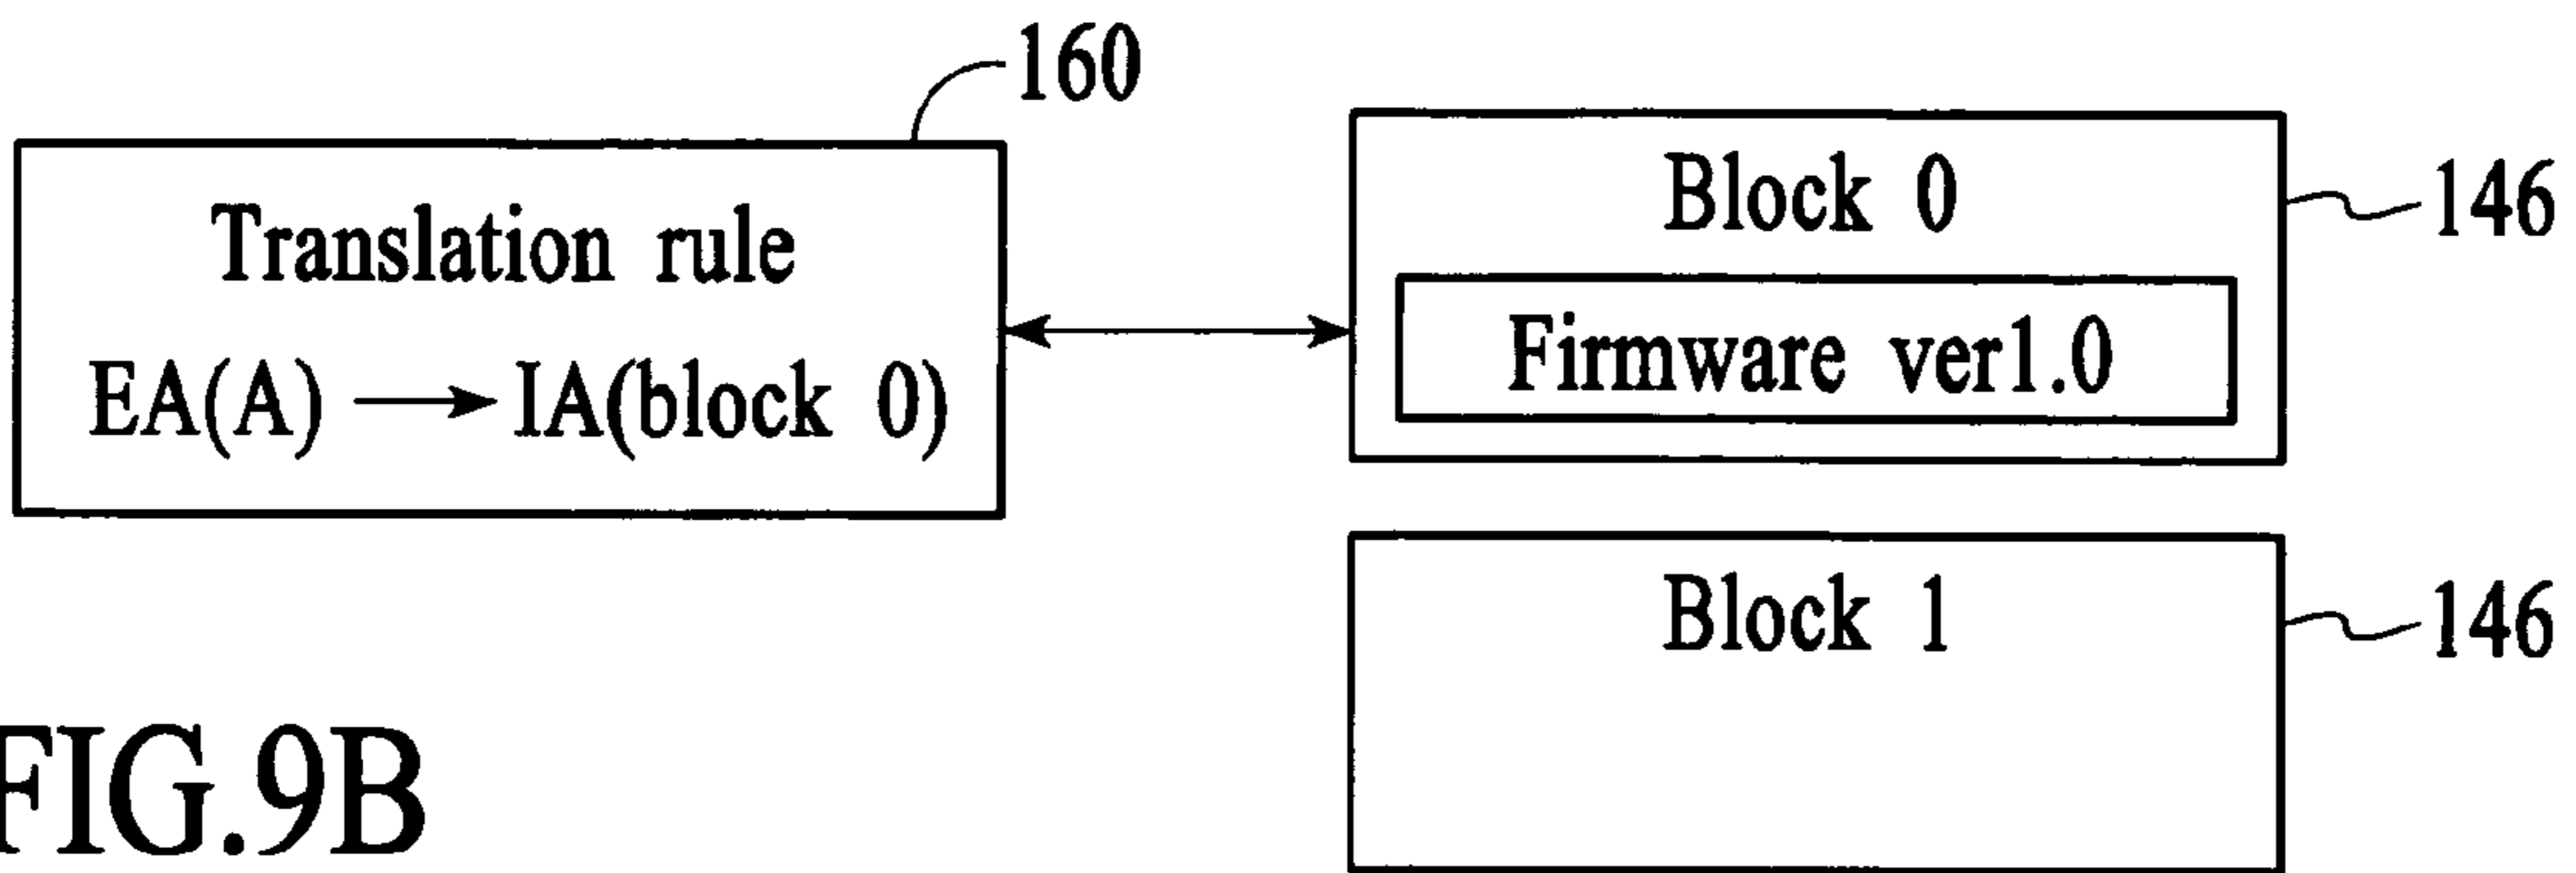 160
Translation rule
EA(A) → IA(block 0)
Block 0
146
Firmware ver1.0
Block 1
146
FIG.9B